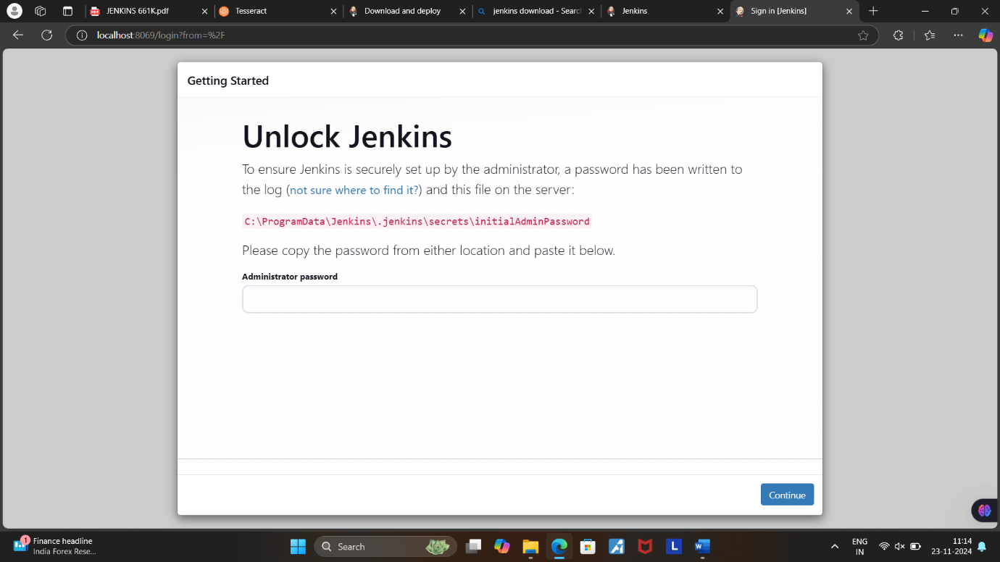 JENKINS 661K.pdf
Tesseract
Download and deploy
jenkins download - Search
Jenkins
Sign in [Jenkins]
localhost:8069/login?from=%2F
Getting Started
Unlock Jenkins
To ensure Jenkins is securely set up by the administrator, a password has been written to
the log (not sure where to find it?) and this file on the server:
C:\ProgramData\Jenkins\.jenkins\secrets\initialAdminPassword
Please copy the password from either location and paste it below.
Administrator password
Continue
1
Finance headline
India Forex Rese...
Search
L
W
ENG
IN
11:14
23-11-2024